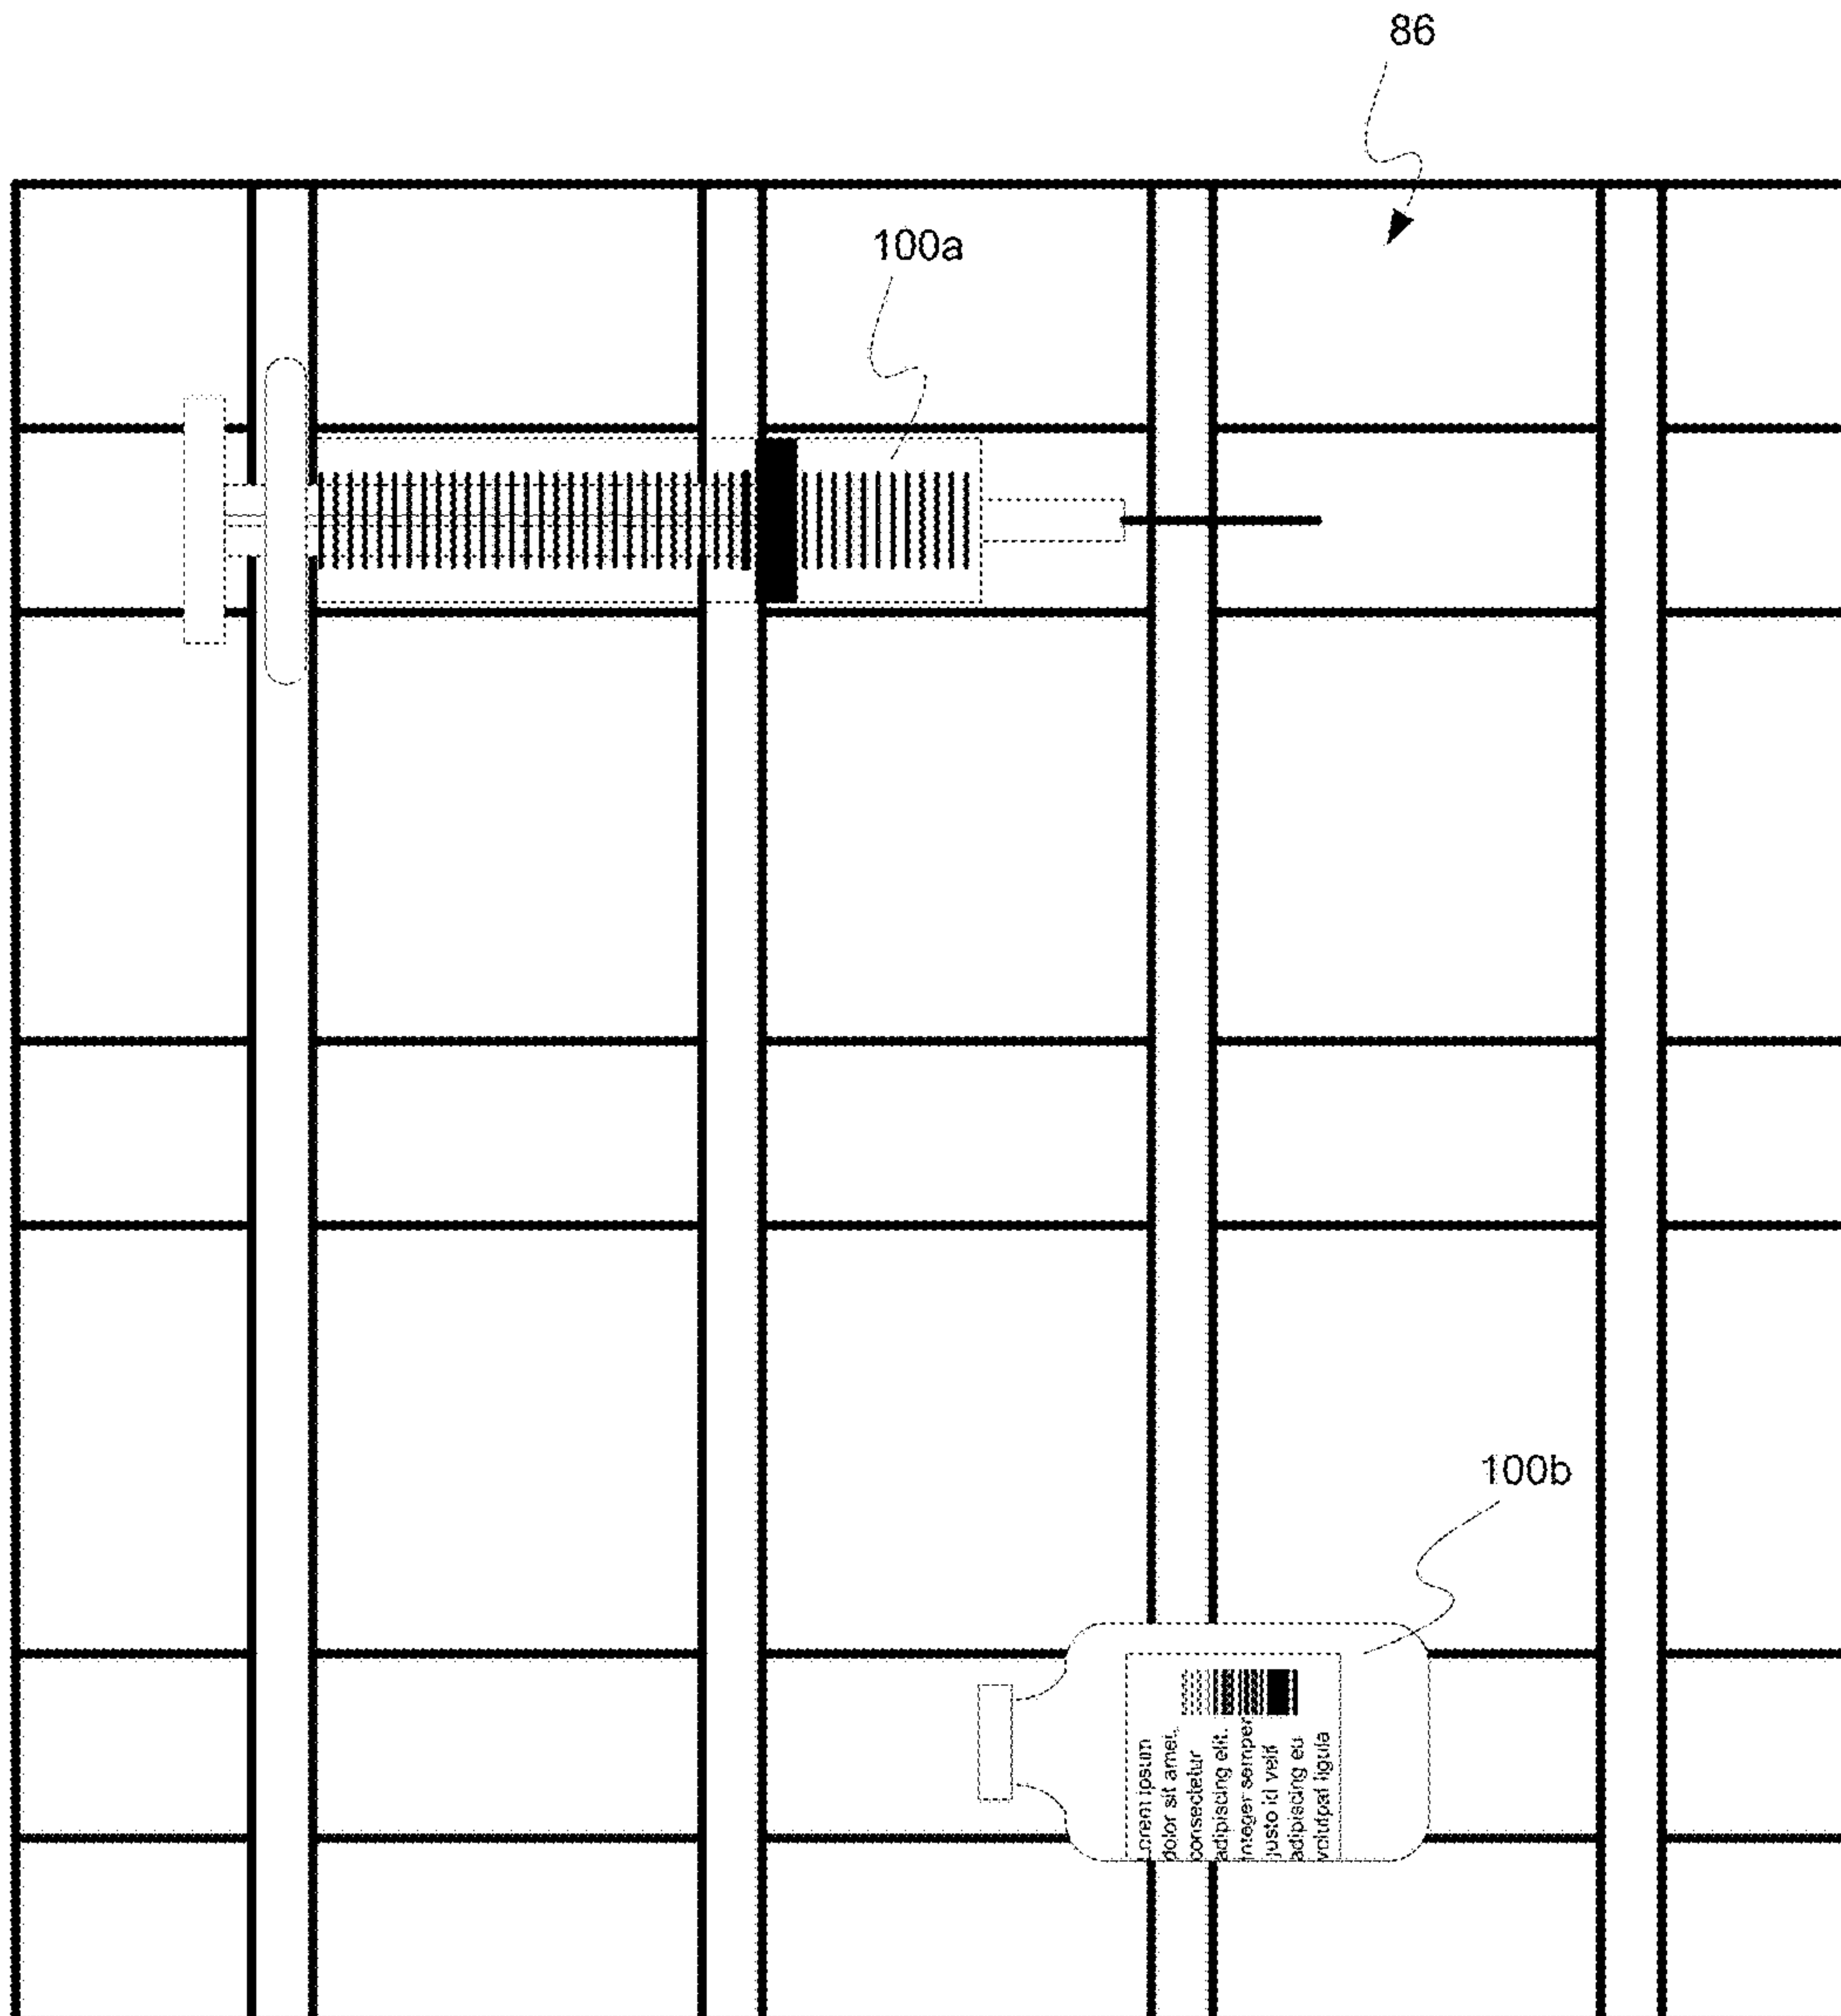 86
100a
100b
Lorem ipsum
dolor sit amet,
consectetur
adipiscing elit.
Integer semper
justo id velit
adipiscing eu
volutpat ligula